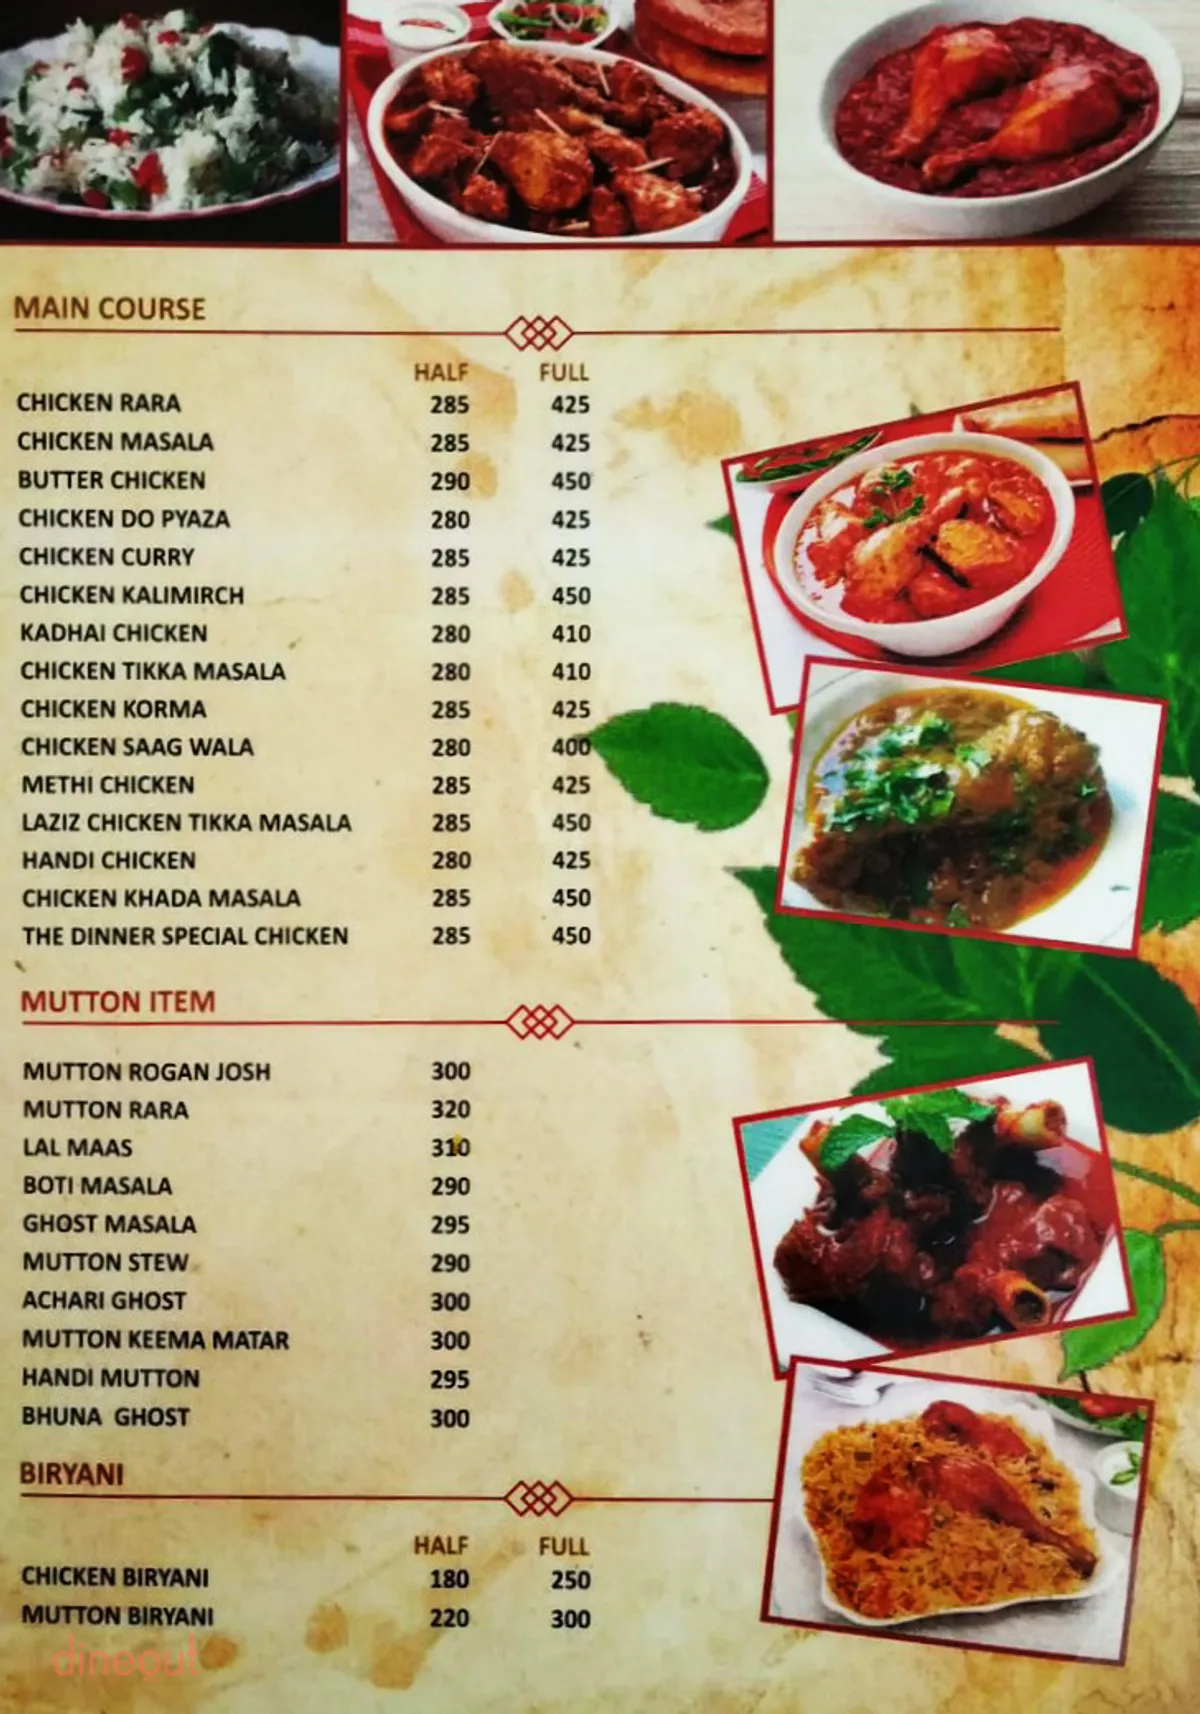 MAIN COURSE
HALF FULL
CHICKEN RARA 285 425
CHICKEN MASALA 285 425
BUTTER CHICKEN 290 450
CHICKEN DO PYAZA 280 425
CHICKEN CURRY 285 425
CHICKEN KALIMIRCH 285 450
KADHAI CHICKEN 280 410
CHICKEN TIKKA MASALA 280 410
CHICKEN KORMA 285 425
CHICKEN SAAG WALA 280 400
METHI CHICKEN 285 425
LAZIZ CHICKEN TIKKA MASALA 285 450
HANDI CHICKEN 280 425
CHICKEN KHADA MASALA 285 450
THE DINNER SPECIAL CHICKEN 285 450
MUTTON ITEM
MUTTON ROGAN JOSH 300
MUTTON RARA 320
LAL MAAS 310
BOTI MASALA 290
GHOST MASALA 295
MUTTON STEW 290
ACHARI GHOST 300
MUTTON KEEMA MATAR 300
HANDI MUTTON 295
BHUNA GHOST 300
BIRYANI
HALF FULL
CHICKEN BIRYANI 180 250
MUTTON BIRYANI 220 300
dineout